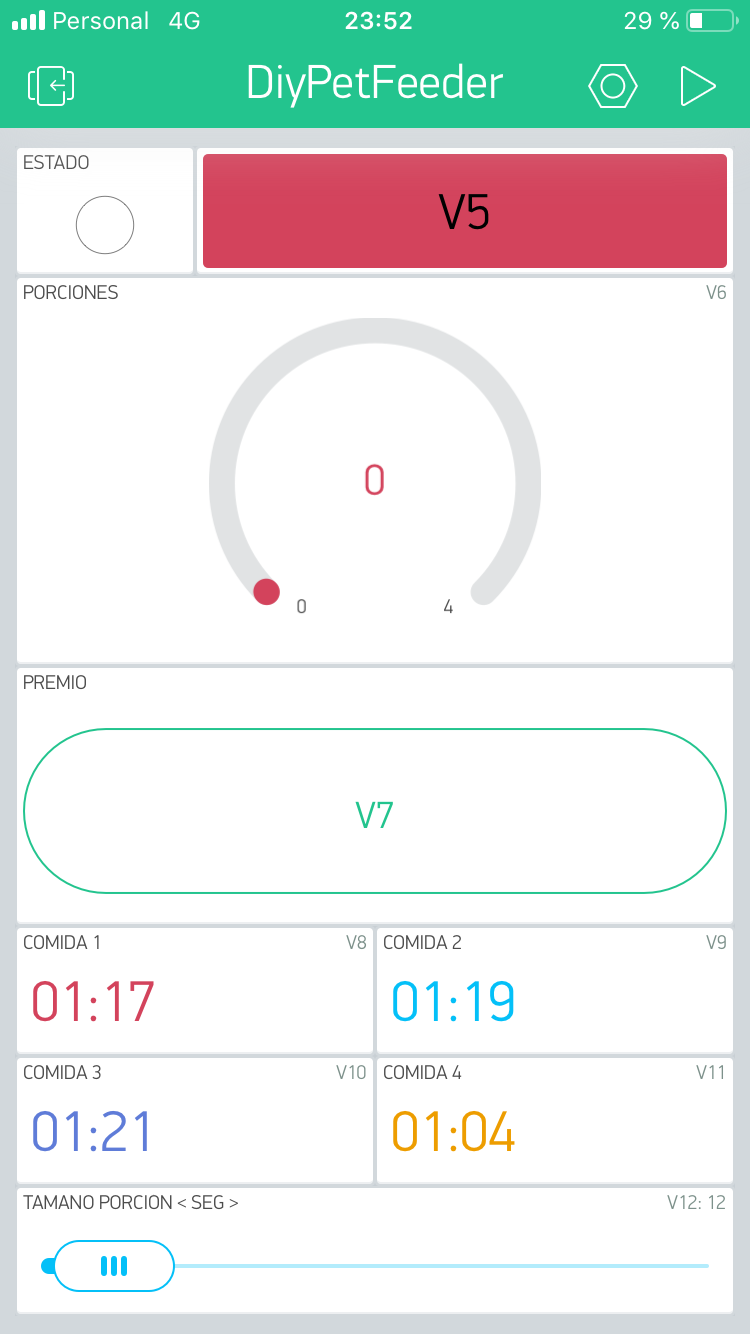 Personal 4G 23:52 29 %
DiyPetFeeder
ESTADO
V5
PORCIONES V6
0
0 4
PREMIO
V7
COMIDA 1 V8
01:17
COMIDA 2 V9
01:19
COMIDA 3 V10
01:21
COMIDA 4 V11
01:04
TAMANO PORCION < SEG > V12: 12